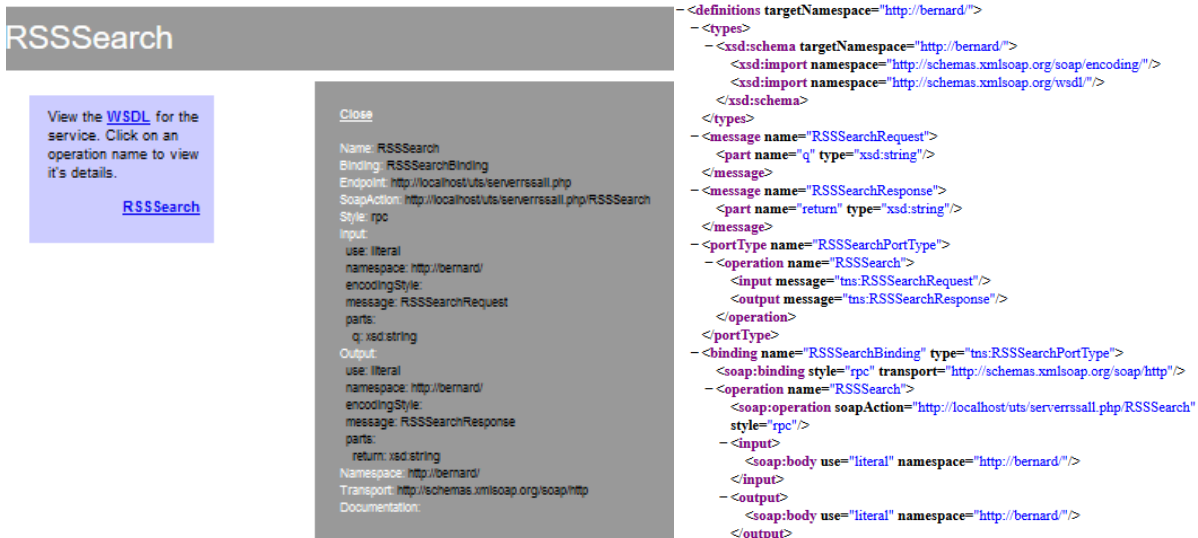 RSSSearch
View the WSDL for the
service. Click on an
operation name to view
it's details.
RSSSearch
Close
Name: RSSSearch
Binding: RSSSearchBinding
Endpoint: http://localhost/uts/serverrssall.php
SoapAction: http://localhost/uts/serverrssall.php/RSSSearch
Style: rpc
Input:
use: literal
namespace: http://bernard/
encodingStyle:
message: RSSSearchRequest
parts:
q: xsd:string
Output:
use: literal
namespace: http://bernard/
encodingStyle:
message: RSSSearchResponse
parts:
return: xsd:string
Namespace: http://bernard/
Transport: http://schemas.xmlsoap.org/soap/http
Documentation:
−<definitions targetNamespace="http://bernard/">
−<types>
−<xsd:schema targetNamespace="http://bernard/">
<xsd:import namespace="http://schemas.xmlsoap.org/soap/encoding/"/>
<xsd:import namespace="http://schemas.xmlsoap.org/wsdl/"/>
</xsd:schema>
</types>
−<message name="RSSSearchRequest">
<part name="q" type="xsd:string"/>
</message>
−<message name="RSSSearchResponse">
<part name="return" type="xsd:string"/>
</message>
−<portType name="RSSSearchPortType">
−<operation name="RSSSearch">
<input message="tns:RSSSearchRequest"/>
<output message="tns:RSSSearchResponse"/>
</operation>
</portType>
−<binding name="RSSSearchBinding" type="tns:RSSSearchPortType">
<soap:binding style="rpc" transport="http://schemas.xmlsoap.org/soap/http"/>
−<operation name="RSSSearch">
<soap:operation soapAction="http://localhost/uts/serverrssall.php/RSSSearch"
style="rpc"/>
−<input>
<soap:body use="literal" namespace="http://bernard/"/>
</input>
−<output>
<soap:body use="literal" namespace="http://bernard/"/>
</output>